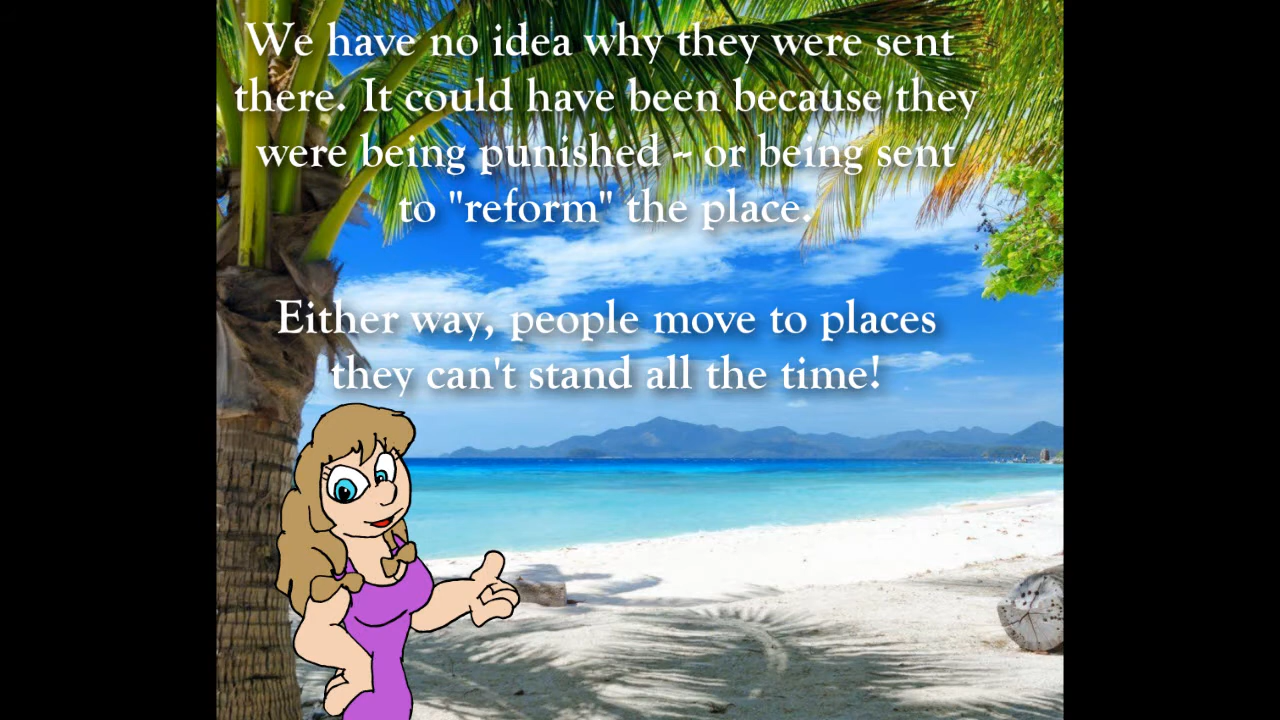 We have no idea why they were sent
there. It could have been because they
were being punished - or being sent
to "reform" the place.
Either way, people move to places
they can't stand all the time!